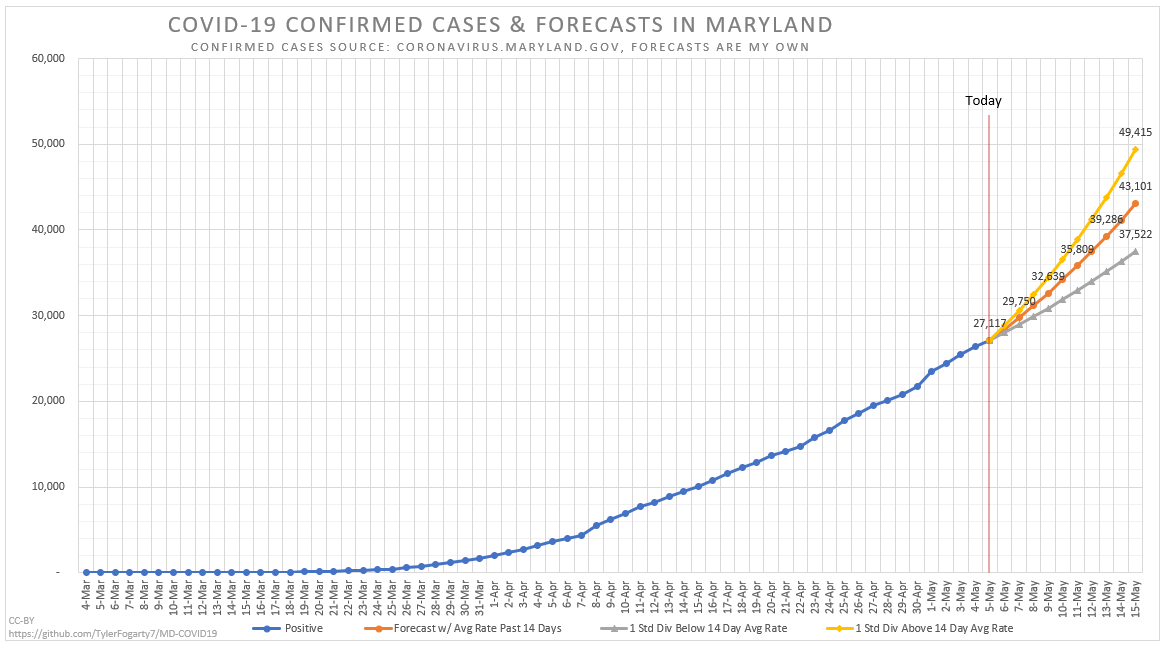 COVID-19 CONFIRMED CASES & FORECASTS IN MARYLAND
CONFIRMED CASES SOURCE: CORONAVIRUS.MARYLAND.GOV, FORECASTS ARE MY OWN
60,000
50,000
40,000
30,000
20,000
10,000
-
Today
49,415
43,101
39,286
37,522
35,809
32,639
29,750
27,117
4-Mar 5-Mar 6-Mar 7-Mar 8-Mar 9-Mar 10-Mar 11-Mar 12-Mar 13-Mar 14-Mar 15-Mar 16-Mar 17-Mar 18-Mar 19-Mar 20-Mar 21-Mar 22-Mar 23-Mar 24-Mar 25-Mar 26-Mar 27-Mar 28-Mar 29-Mar 30-Mar 31-Mar 1-Apr 2-Apr 3-Apr 4-Apr 5-Apr 6-Apr 7-Apr 8-Apr 9-Apr 10-Apr 11-Apr 12-Apr 13-Apr 14-Apr 15-Apr 16-Apr 17-Apr 18-Apr 19-Apr 20-Apr 21-Apr 22-Apr 23-Apr 24-Apr 25-Apr 26-Apr 27-Apr 28-Apr 29-Apr 30-Apr 1-May 2-May 3-May 4-May 5-May 6-May 7-May 8-May 9-May 10-May 11-May 12-May 13-May 14-May 15-May
CC-BY
https://github.com/TylerFogarty7/MD-COVID19
Positive
Forecast w/ Avg Rate Past 14 Days
1 Std Div Below 14 Day Avg Rate
1 Std Div Above 14 Day Avg Rate